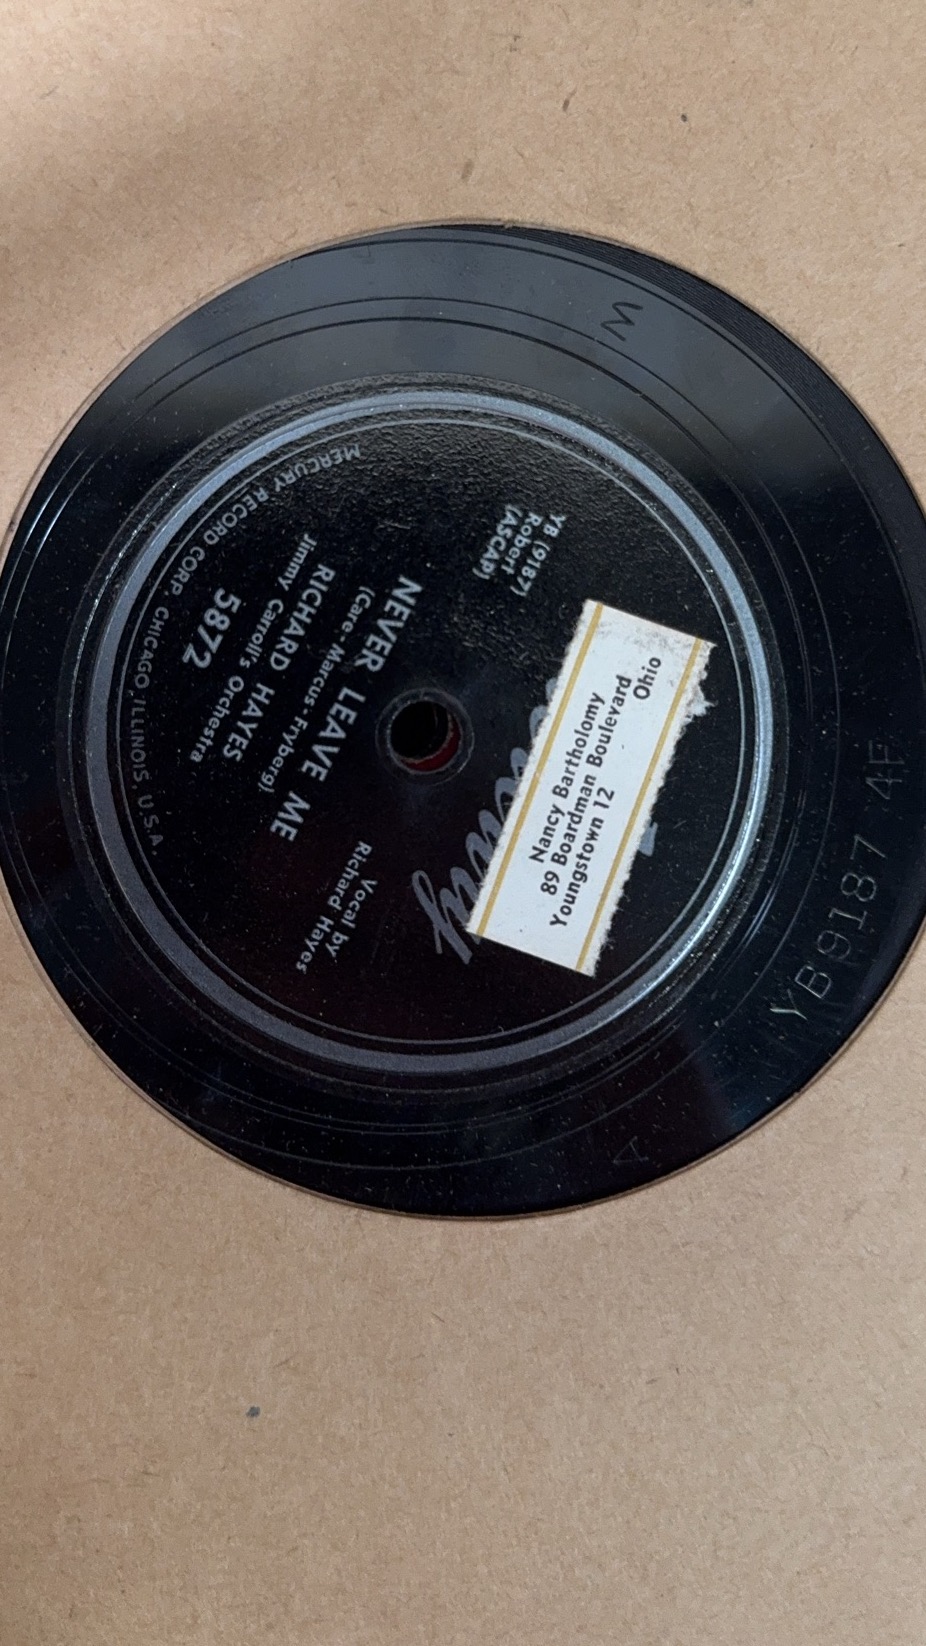 Nancy Bartholomy
89 Boardman Boulevard
Youngstown 12
Ohio
YB (9187)
Robert
(ASCAP)
Vocal by
Richard Hayes
NEVER LEAVE ME
(Care-Marcus-Fryberg)
RICHARD HAYES
Jimmy Carroll's Orchestra
5872
MERCURY RECORD CORP. CHICAGO, ILLINOIS, U.S.A.
YB9187 4F